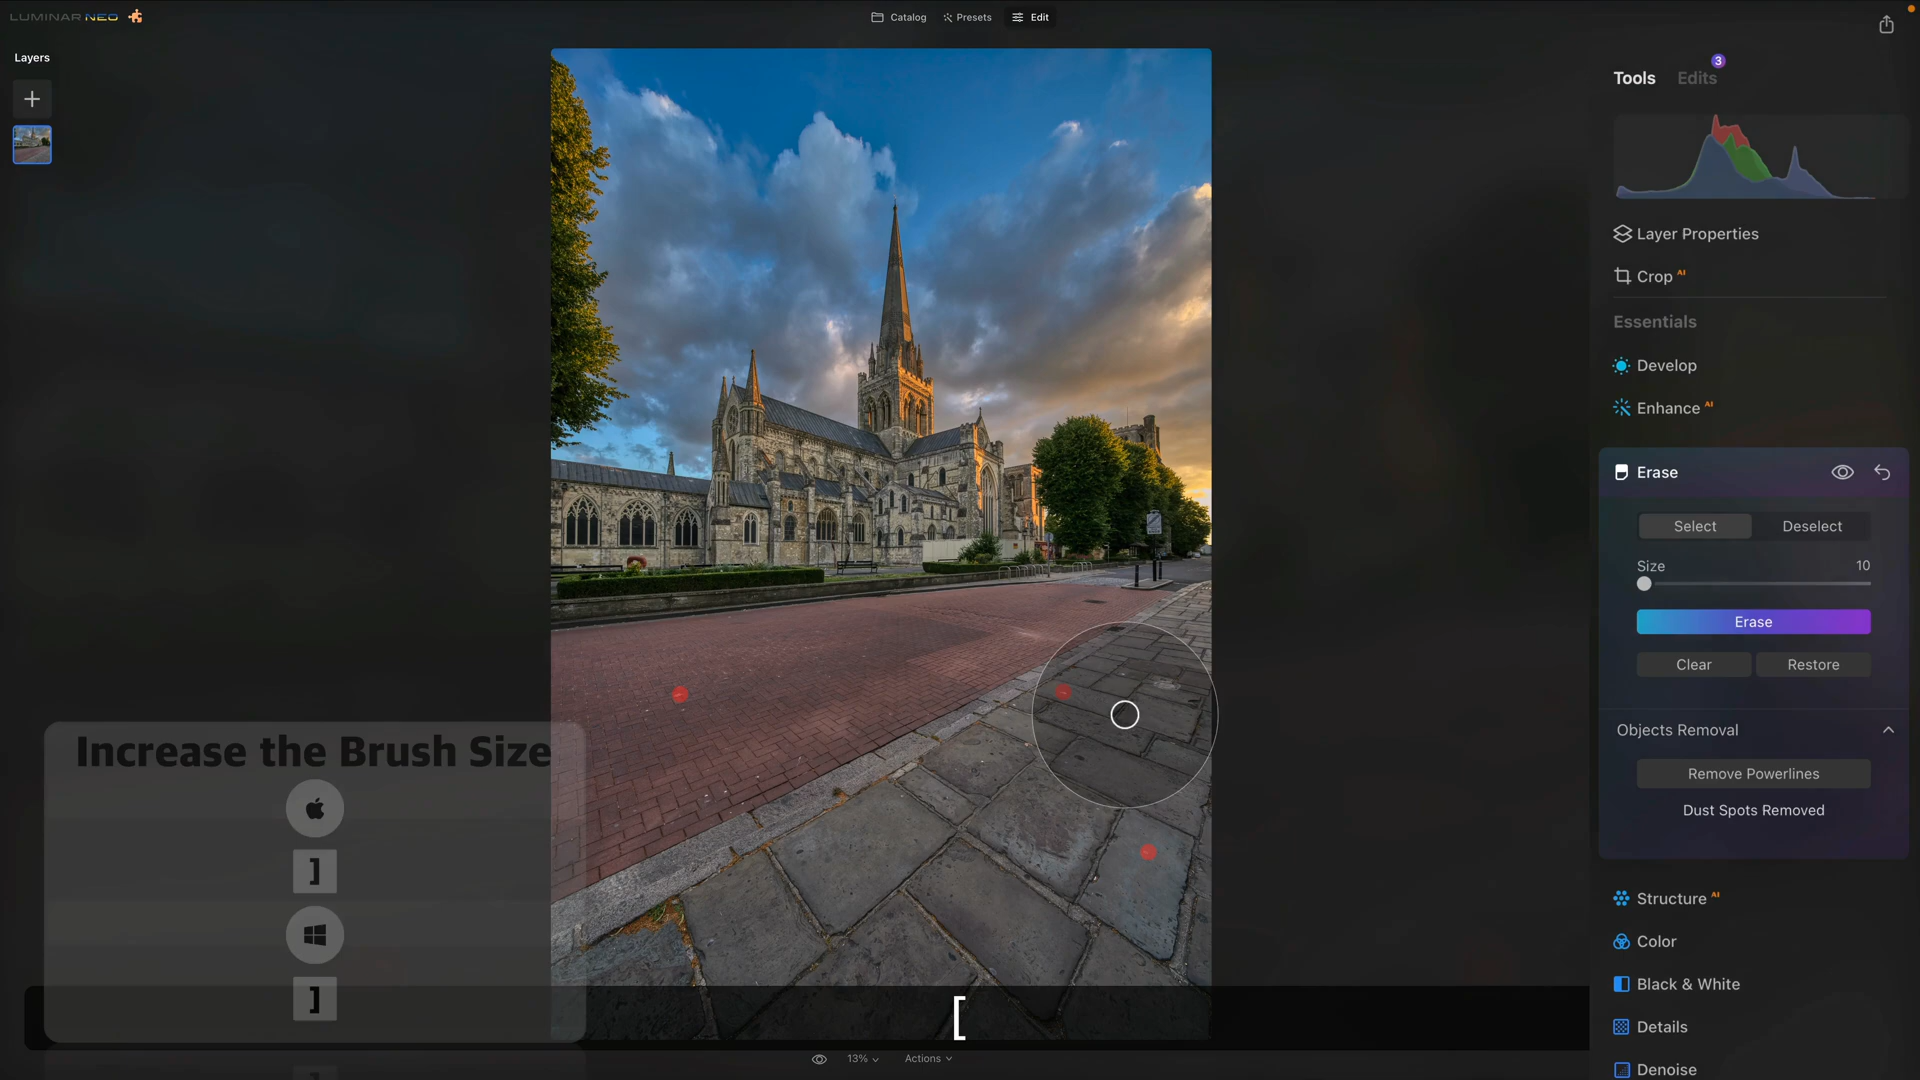 LUMINAR NEO
Catalog
Presets
Edit
Layers
Tools
Edits
3
Layer Properties
Crop AI
Essentials
Develop
Enhance AI
Erase
Select
Deselect
Size
10
Erase
Clear
Restore
Objects Removal
Remove Powerlines
Dust Spots Removed
Structure AI
Color
Black & White
Details
Denoise
Increase the Brush Size
]
]
]
[
13%
Actions